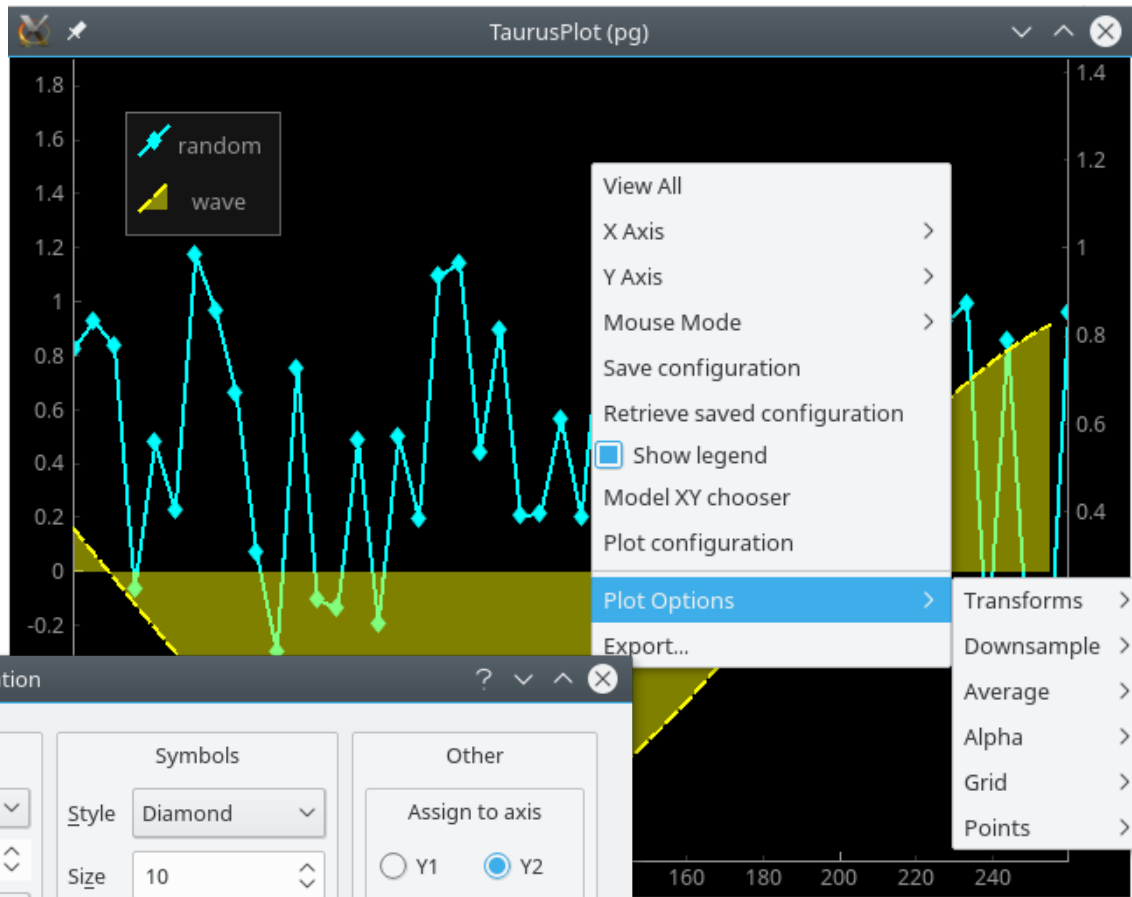 TaurusPlot (pg)
1.8
1.6
1.4
1.2
1
0.8
0.6
0.4
0.2
0
-0.2
random
wave
1.4
1.2
1
0.8
0.6
0.4
View All
X Axis
Y Axis
Mouse Mode
Save configuration
Retrieve saved configuration
Show legend
Model XY chooser
Plot configuration
Plot Options
Export...
Transforms
Downsample
Average
Alpha
Grid
Points
tion
Symbols
Style Diamond
Size 10
Other
Assign to axis
Y1 Y2
160 180 200 220 240